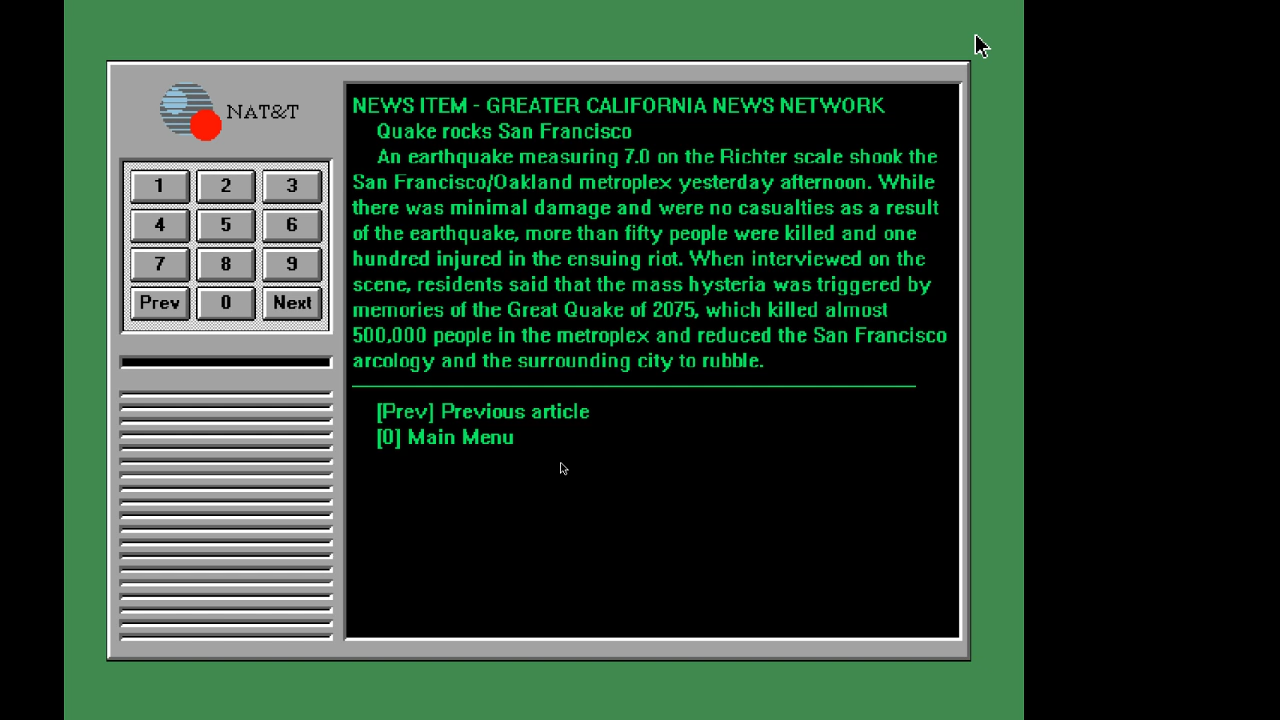 NAT&T
1 2 3
4 5 6
7 8 9
Prev 0 Next
NEWS ITEM - GREATER CALIFORNIA NEWS NETWORK
Quake rocks San Francisco
An earthquake measuring 7.0 on the Richter scale shook the
San Francisco/Oakland metroplex yesterday afternoon. While
there was minimal damage and were no casualties as a result
of the earthquake, more than fifty people were killed and one
hundred injured in the ensuing riot. When interviewed on the
scene, residents said that the mass hysteria was triggered by
memories of the Great Quake of 2075, which killed almost
500,000 people in the metroplex and reduced the San Francisco
arcology and the surrounding city to rubble.
[Prev] Previous article
[0] Main Menu